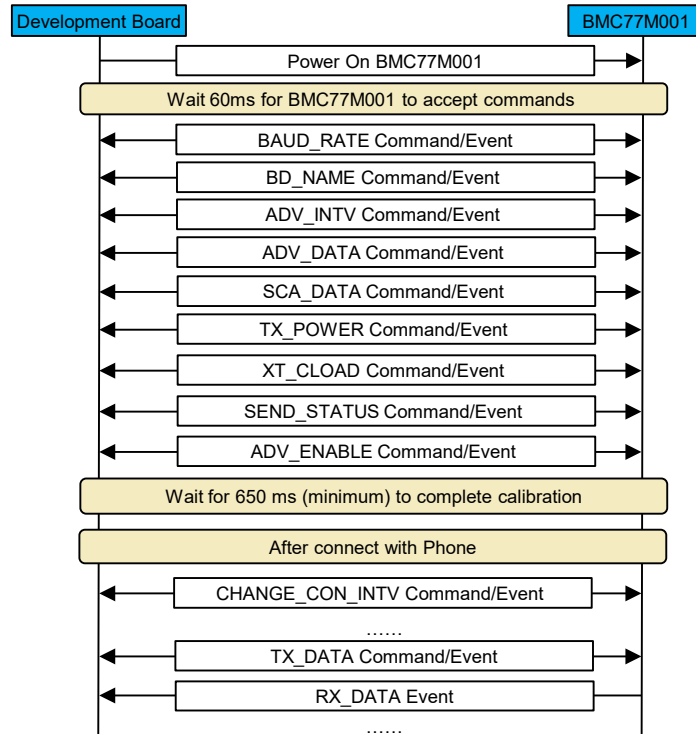 Development Board
BMC77M001
Power On BMC77M001
Wait 60ms for BMC77M001 to accept commands
BAUD_RATE Command/Event
BD_NAME Command/Event
ADV_INTV Command/Event
ADV_DATA Command/Event
SCA_DATA Command/Event
TX_POWER Command/Event
XT_CLOAD Command/Event
SEND_STATUS Command/Event
ADV_ENABLE Command/Event
Wait for 650 ms (minimum) to complete calibration
After connect with Phone
CHANGE_CON_INTV Command/Event
……
TX_DATA Command/Event
RX_DATA Event
……